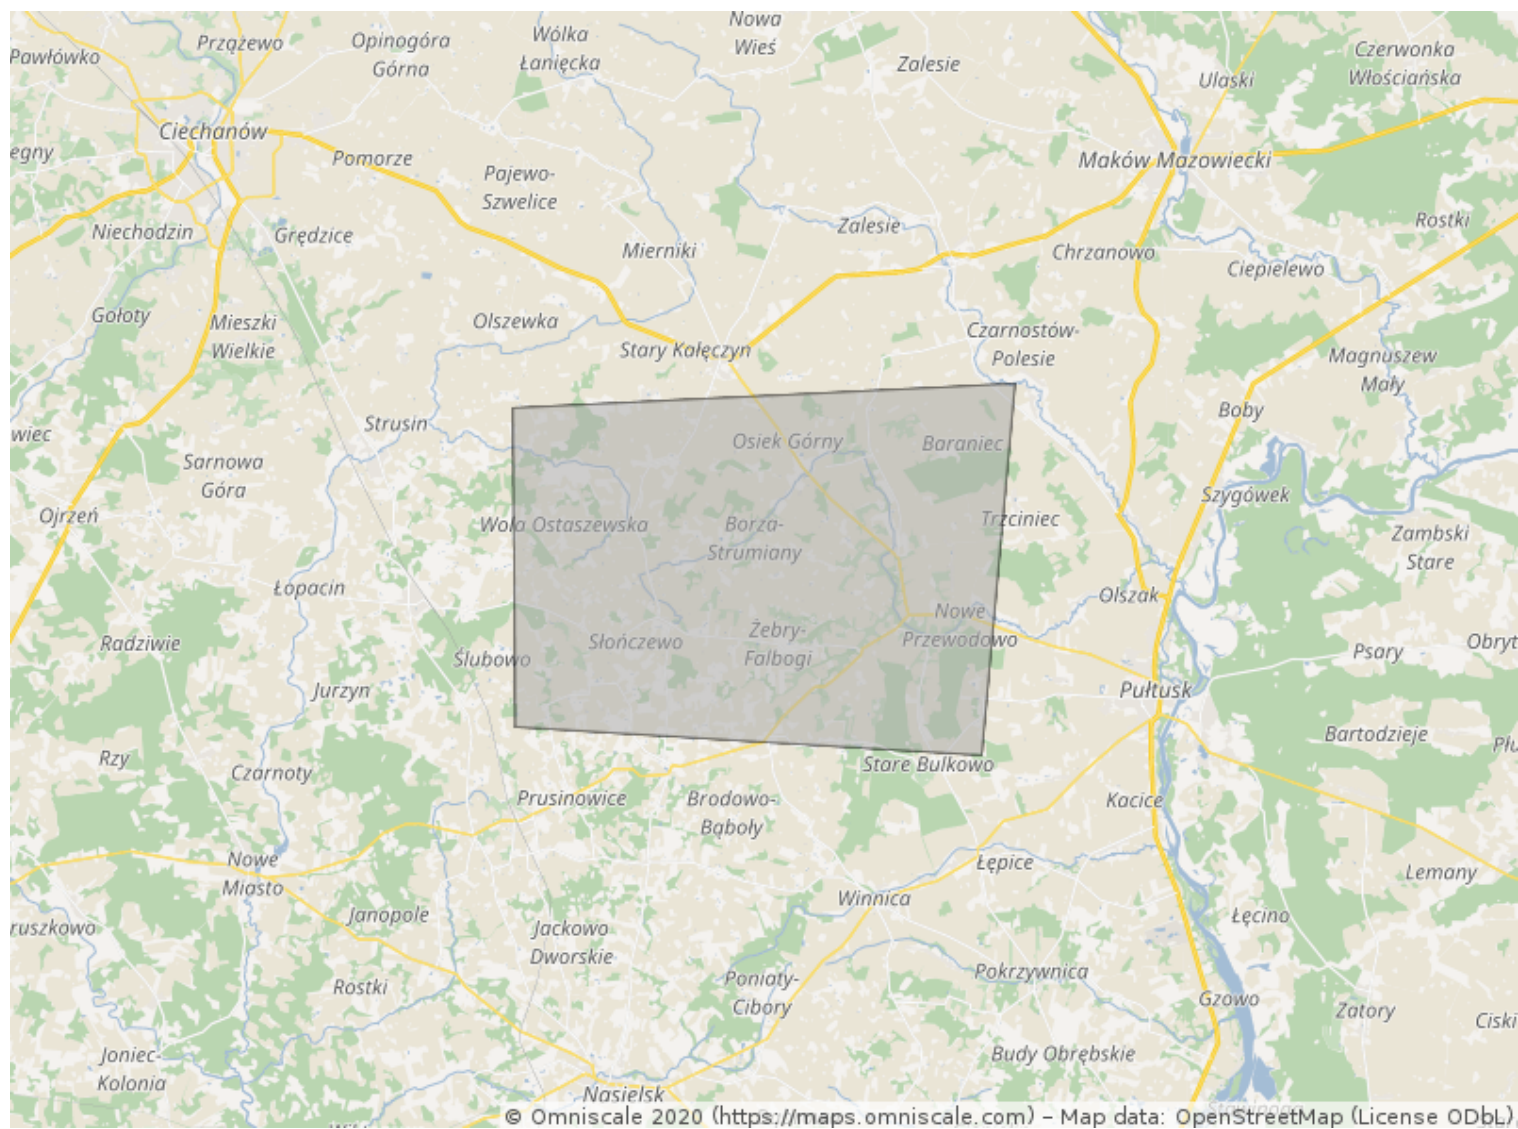 Nowa
Wieś
Wólka
Łanięcka
Opinogóra
Górna
Przążewo
Pawłówko
Zalesie
Czerwonka
Włościańska
Ulaski
Ciechanów
egny
Pomorze
Maków Mazowiecki
Pajewo-
Szwelice
Niechodzin
Grędzice
Zalesie
Rostki
Mierniki
Chrzanowo
Ciepielewo
Gołoty
Mieszki
Wielkie
Olszewka
Czarnostów-
Polesie
Stary Kałęczyn
Magnuszew
Mały
Boby
wiec
Strusin
Osiek Górny
Baraniec
Sarnowa
Góra
Szygówek
Ojrzeń
Wola Ostaszewska
Borza-
Strumiany
Trzciniec
Zambski
Stare
Łopacin
Olszak
Nowe
Przewodowo
Radziwie
Słończewo
Żebry-
Falbogi
Ślubowo
Psary
Obryt
Jurzyn
Pułtusk
Bartodzieje
Płu
Rzy
Czarnoty
Stare Bulkowo
Prusinowice
Brodowo-
Bąboły
Kacice
Nowe
Miasto
Łępice
Lemany
Winnica
Janopole
Łęcino
ruszkowo
Jackowo
Dworskie
Pokrzywnica
Poniaty-
Cibory
Rostki
Gzowo
Zatory
Ciski
Joniec-
Kolonia
Budy Obrębskie
Nasielsk
© Omniscale 2020 (https://maps.omniscale.com) – Map data: OpenStreetMap (License ODbL)